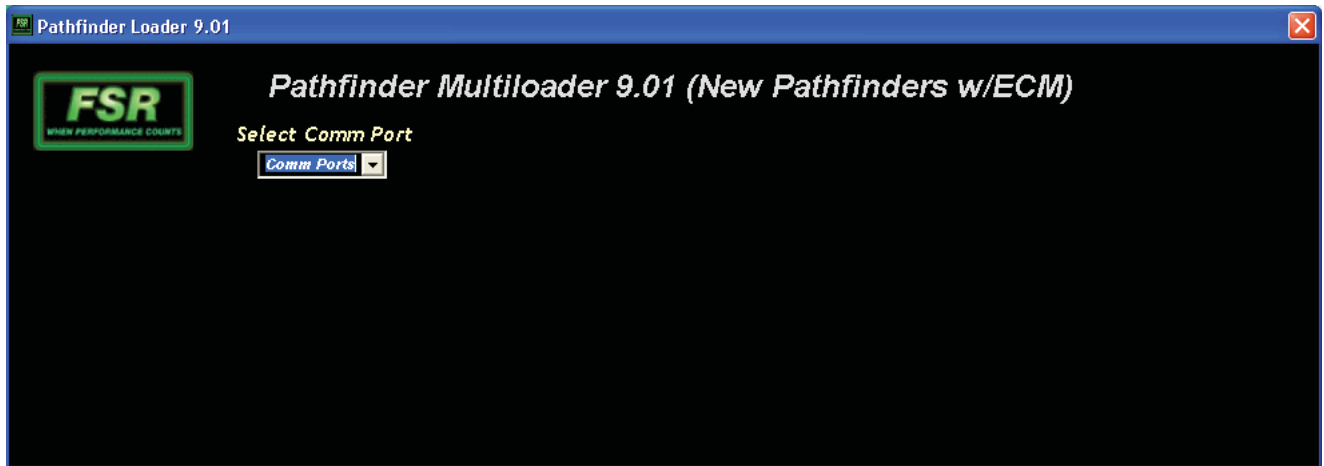 FSR Pathfinder Loader 9.01
Pathfinder Multiloader 9.01 (New Pathfinders w/ECM)
FSR
WHEN PERFORMANCE COUNTS
Select Comm Port
Comm Ports